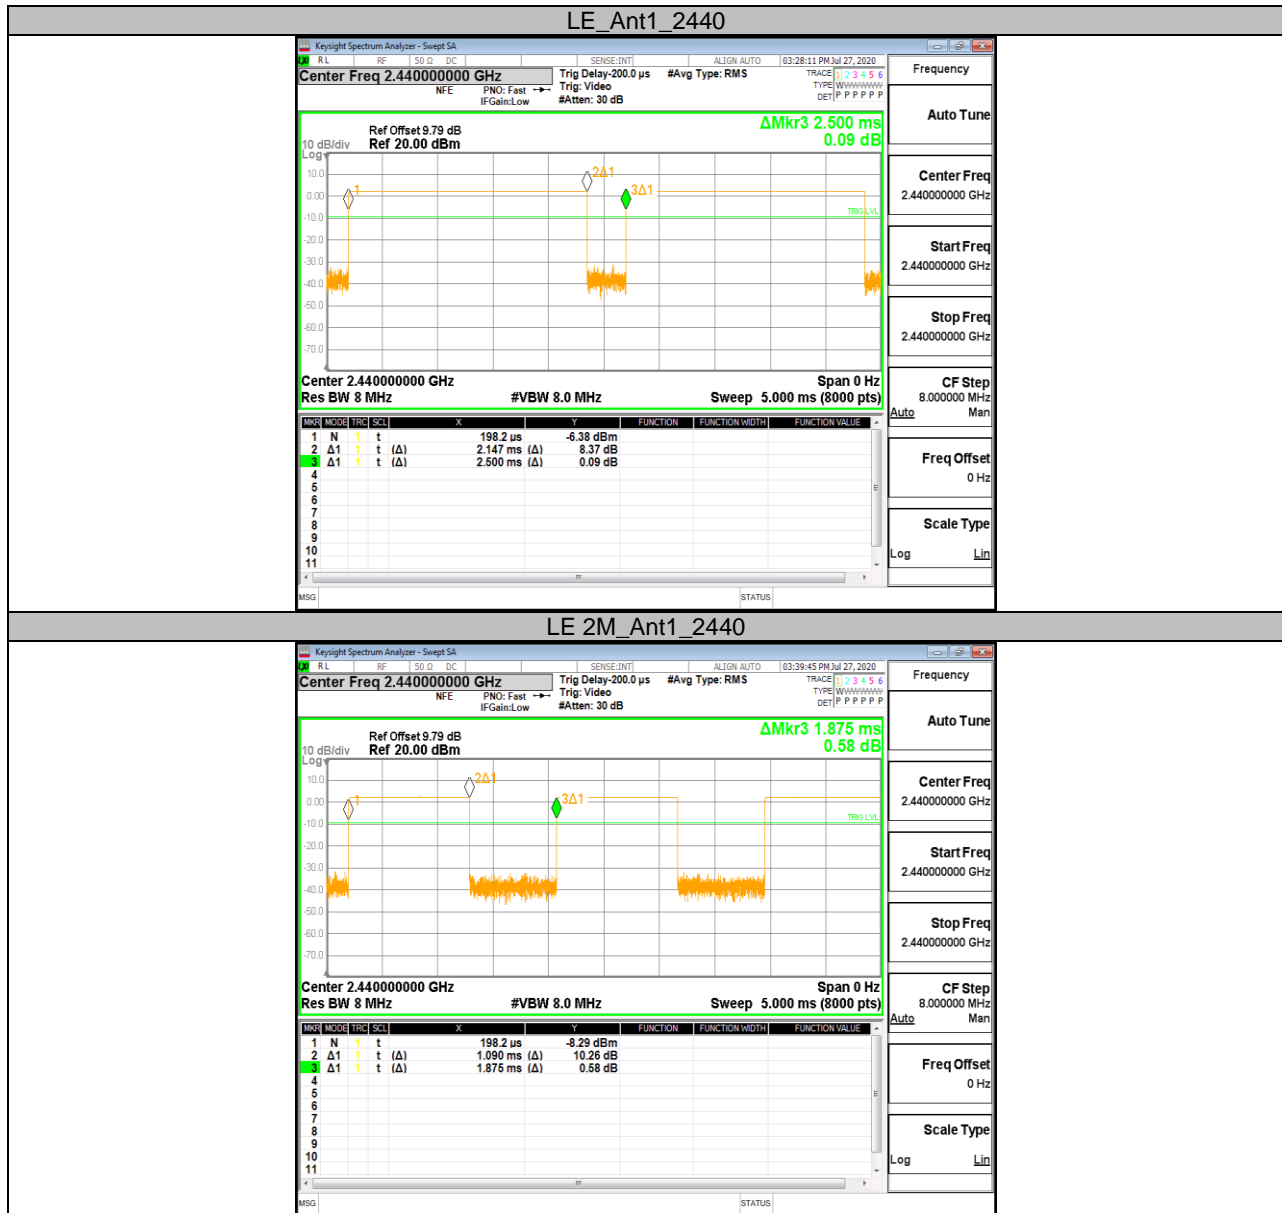 LE_Ant1_2440
Keysight Spectrum Analyzer - Swept SA
RL RF 50 Ω DC SENSE:INT ALIGN AUTO 03:28:11 PM Jul 27, 2020
Center Freq 2.440000000 GHz Trig Delay-200.0 µs #Avg Type: RMS TRACE 1 2 3 4 5 6
NFE PNO: Fast Trig: Video TYPE WWWWWW
IFGain:Low #Atten: 30 dB DET P P P P P P
Frequency
Auto Tune
Center Freq
2.440000000 GHz
Start Freq
2.440000000 GHz
Stop Freq
2.440000000 GHz
CF Step
8.000000 MHz
Auto Man
Freq Offset
0 Hz
Scale Type
Log Lin
ΔMkr3 2.500 ms
0.09 dB
Ref Offset 9.79 dB
10 dB/div Ref 20.00 dBm
Log
10.0
0.00
-10.0
-20.0
-30.0
-40.0
-50.0
-60.0
-70.0
1
2Δ1
3Δ1
TRIG LVL
Center 2.440000000 GHz Span 0 Hz
Res BW 8 MHz #VBW 8.0 MHz Sweep 5.000 ms (8000 pts)
MKR MODE TRC SCL X Y FUNCTION FUNCTION WIDTH FUNCTION VALUE
1 N 1 t 198.2 µs -6.38 dBm
2 Δ1 1 t (Δ) 2.147 ms (Δ) 8.37 dB
3 Δ1 1 t (Δ) 2.500 ms (Δ) 0.09 dB
4
5
6
7
8
9
10
11
MSG STATUS
LE 2M_Ant1_2440
Keysight Spectrum Analyzer - Swept SA
RL RF 50 Ω DC SENSE:INT ALIGN AUTO 03:39:45 PM Jul 27, 2020
Center Freq 2.440000000 GHz Trig Delay-200.0 µs #Avg Type: RMS TRACE 1 2 3 4 5 6
NFE PNO: Fast Trig: Video TYPE WWWWWW
IFGain:Low #Atten: 30 dB DET P P P P P P
Frequency
Auto Tune
Center Freq
2.440000000 GHz
Start Freq
2.440000000 GHz
Stop Freq
2.440000000 GHz
CF Step
8.000000 MHz
Auto Man
Freq Offset
0 Hz
Scale Type
Log Lin
ΔMkr3 1.875 ms
0.58 dB
Ref Offset 9.79 dB
10 dB/div Ref 20.00 dBm
Log
10.0
0.00
-10.0
-20.0
-30.0
-40.0
-50.0
-60.0
-70.0
1
2Δ1
3Δ1
TRIG LVL
Center 2.440000000 GHz Span 0 Hz
Res BW 8 MHz #VBW 8.0 MHz Sweep 5.000 ms (8000 pts)
MKR MODE TRC SCL X Y FUNCTION FUNCTION WIDTH FUNCTION VALUE
1 N 1 t 198.2 µs -8.29 dBm
2 Δ1 1 t (Δ) 1.090 ms (Δ) 10.26 dB
3 Δ1 1 t (Δ) 1.875 ms (Δ) 0.58 dB
4
5
6
7
8
9
10
11
MSG STATUS